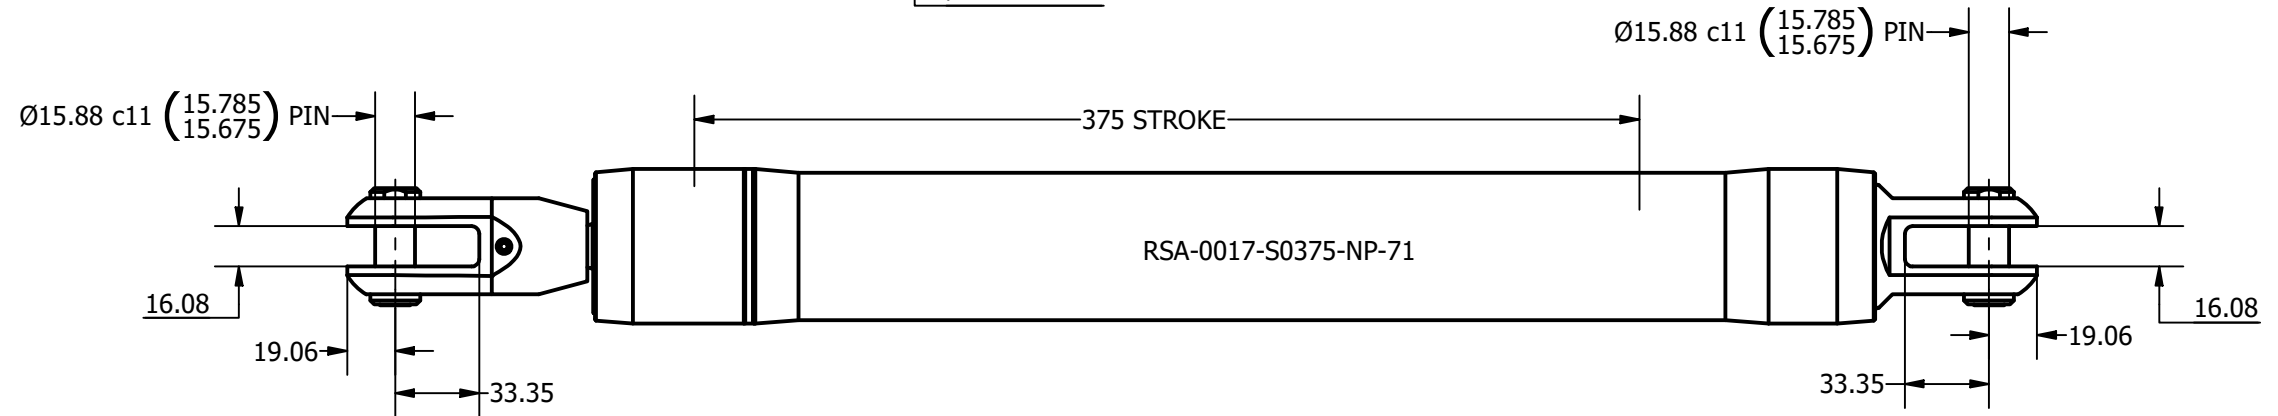 Ø15.88 c11 (15.785 15.675) PIN
Ø15.88 c11 (15.785 15.675) PIN
375 STROKE
RSA-0017-S0375-NP-71
16.08
16.08
19.06
19.06
33.35
33.35